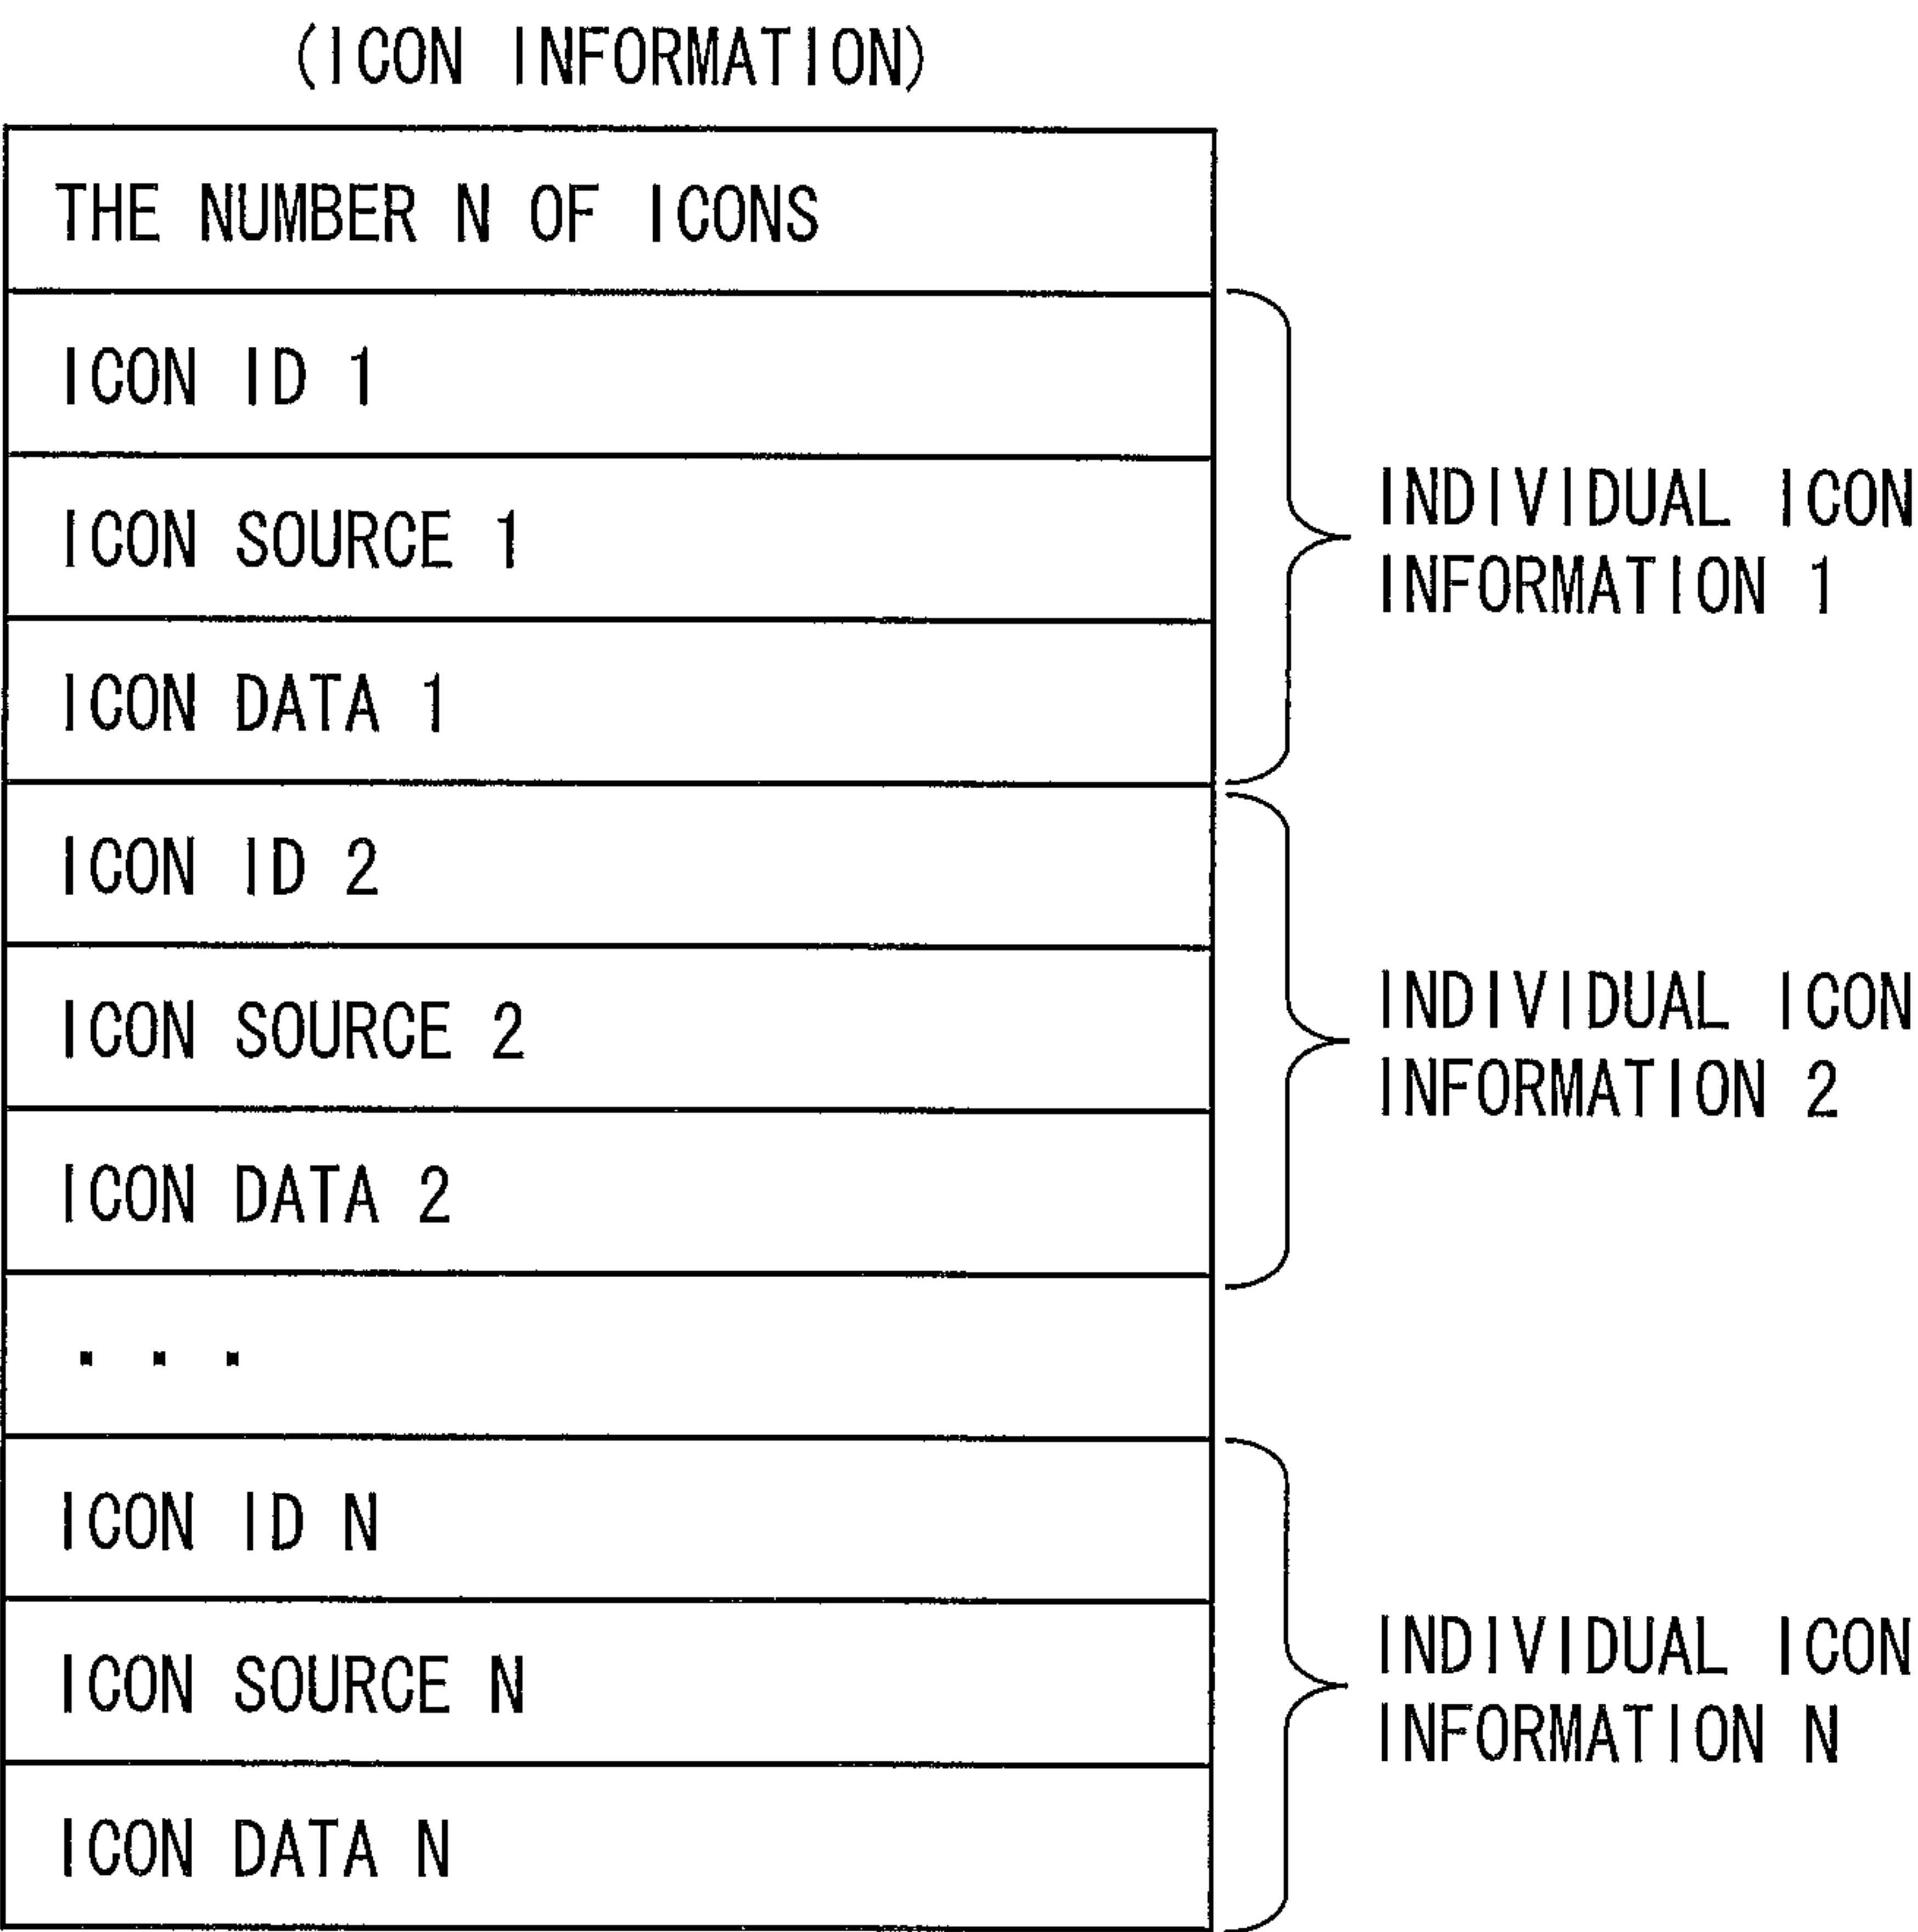 (ICON INFORMATION)
THE NUMBER N OF ICONS
ICON ID 1
ICON SOURCE 1
ICON DATA 1
INDIVIDUAL ICON
INFORMATION 1
ICON ID 2
ICON SOURCE 2
ICON DATA 2
INDIVIDUAL ICON
INFORMATION 2
. . .
ICON ID N
ICON SOURCE N
ICON DATA N
INDIVIDUAL ICON
INFORMATION N